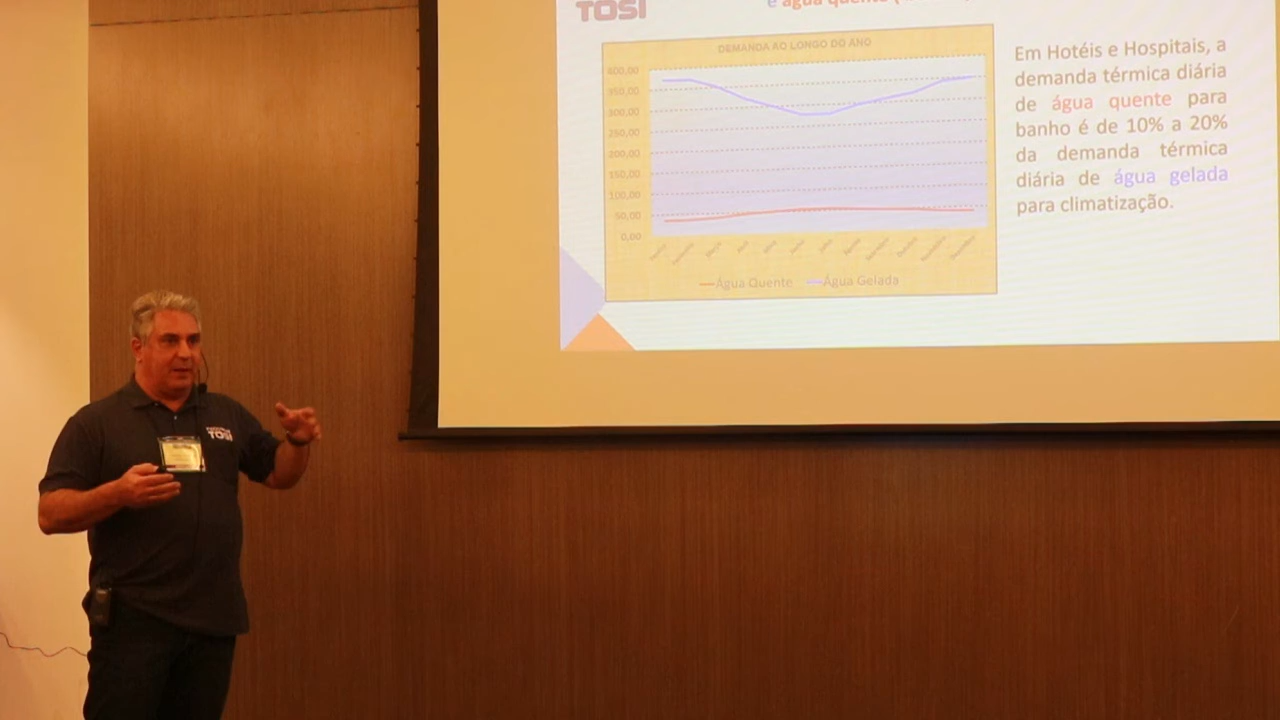 TOSI
e água quente (
DEMANDA AO LONGO DO ANO
400,00
350,00
300,00
250,00
200,00
150,00
100,00
50,00
0,00
Água Quente
Água Gelada
Em Hotéis e Hospitais, a
demanda térmica diária
de água quente para
banho é de 10% a 20%
da demanda térmica
diária de água gelada
para climatização.
TOSI